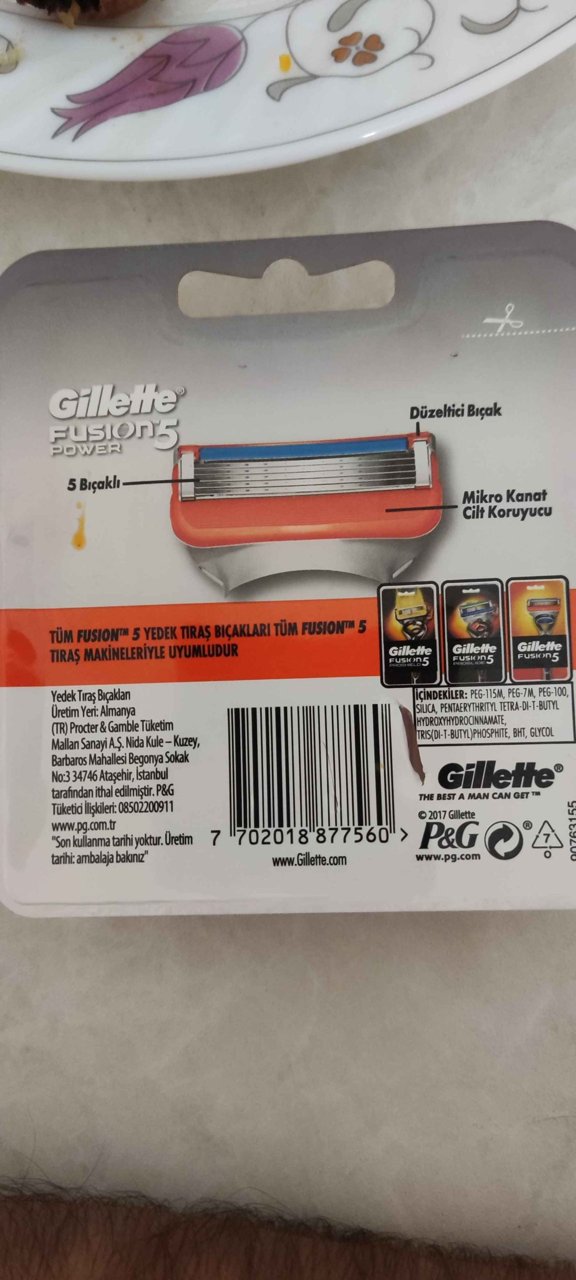 Gillette®
FUSION5
POWER
Düzeltici Bıçak
5 Bıçaklı
Mikro Kanat
Cilt Koruyucu
TÜM FUSION™ 5 YEDEK TIRAŞ BIÇAKLARI TÜM FUSION™ 5
TIRAŞ MAKİNELERİYLE UYUMLUDUR
Gillette
FUSION5
PROSHIELD
Gillette
FUSION5
PROGLIDE
Gillette
FUSION5
Yedek Tıraş Bıçakları
Üretim Yeri: Almanya
(TR) Procter & Gamble Tüketim
Malları Sanayi A.Ş. Nida Kule – Kuzey,
Barbaros Mahallesi Begonya Sokak
No:3 34746 Ataşehir, İstanbul
tarafından ithal edilmiştir. P&G
Tüketici İlişkileri: 08502200911
www.pg.com.tr
"Son kullanma tarihi yoktur. Üretim
tarihi: ambalaja bakınız"
7 702018 877560 >
www.Gillette.com
İÇİNDEKİLER: PEG-115M, PEG-7M, PEG-100,
SILICA, PENTAERYTHRITYL TETRA-DI-T-BUTYL
HYDROXYHYDROCINNAMATE,
TRIS(DI-T-BUTYL)PHOSPHITE, BHT, GLYCOL
Gillette®
THE BEST A MAN CAN GET™
© 2017 Gillette
P&G
®
www.pg.com
7
90763155